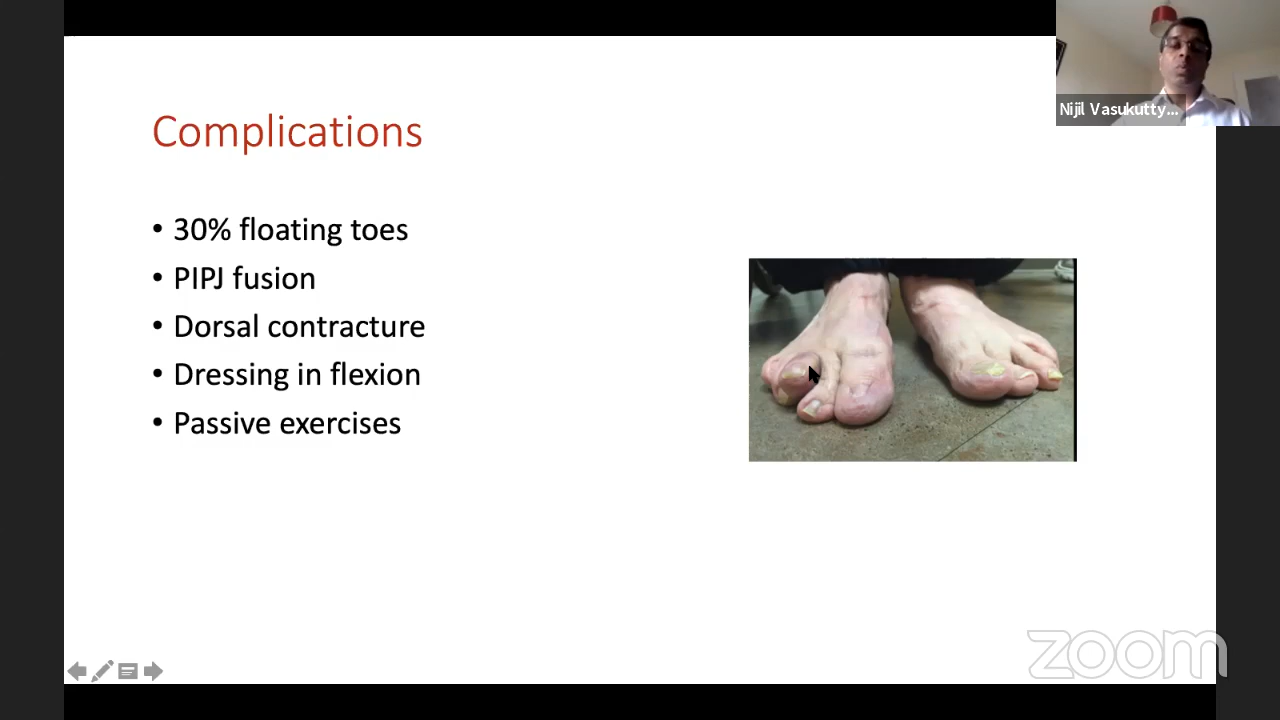 Nijil Vasukutty...
Complications
• 30% floating toes
• PIPJ fusion
• Dorsal contracture
• Dressing in flexion
• Passive exercises
zoom